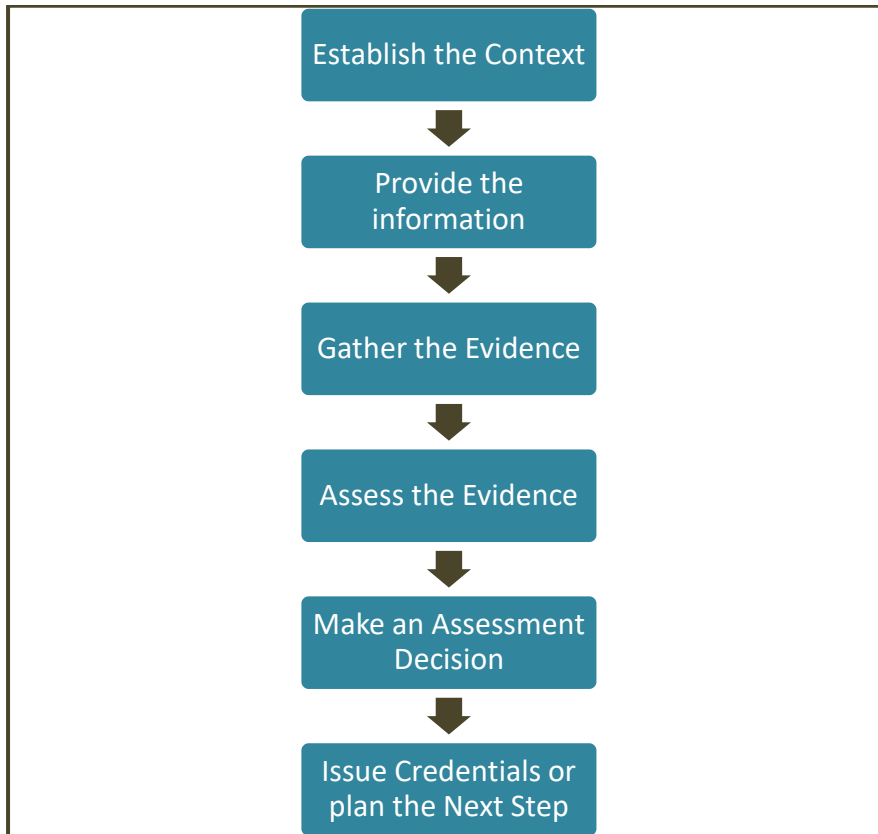 Establish the Context
Provide the
information
Gather the Evidence
Assess the Evidence
Make an Assessment
Decision
Issue Credentials or
plan the Next Step